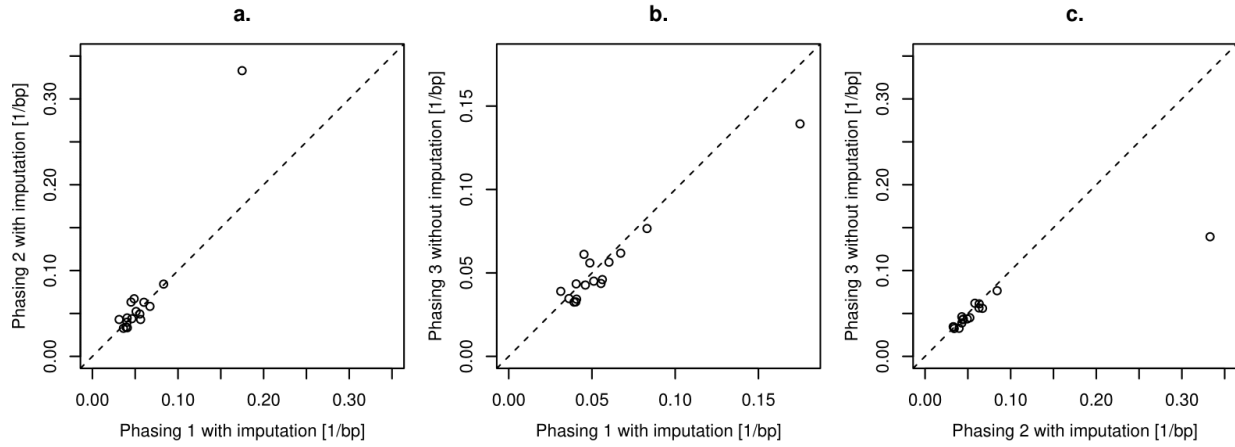 a.
Phasing 2 with imputation [1/bp]
0.30
0.20
0.10
0.00
0.00
0.10
0.20
0.30
Phasing 1 with imputation [1/bp]
b.
Phasing 3 without imputation [1/bp]
0.15
0.10
0.05
0.00
0.00
0.05
0.10
0.15
Phasing 1 with imputation [1/bp]
c.
Phasing 3 without imputation [1/bp]
0.30
0.20
0.10
0.00
0.00
0.10
0.20
0.30
Phasing 2 with imputation [1/bp]